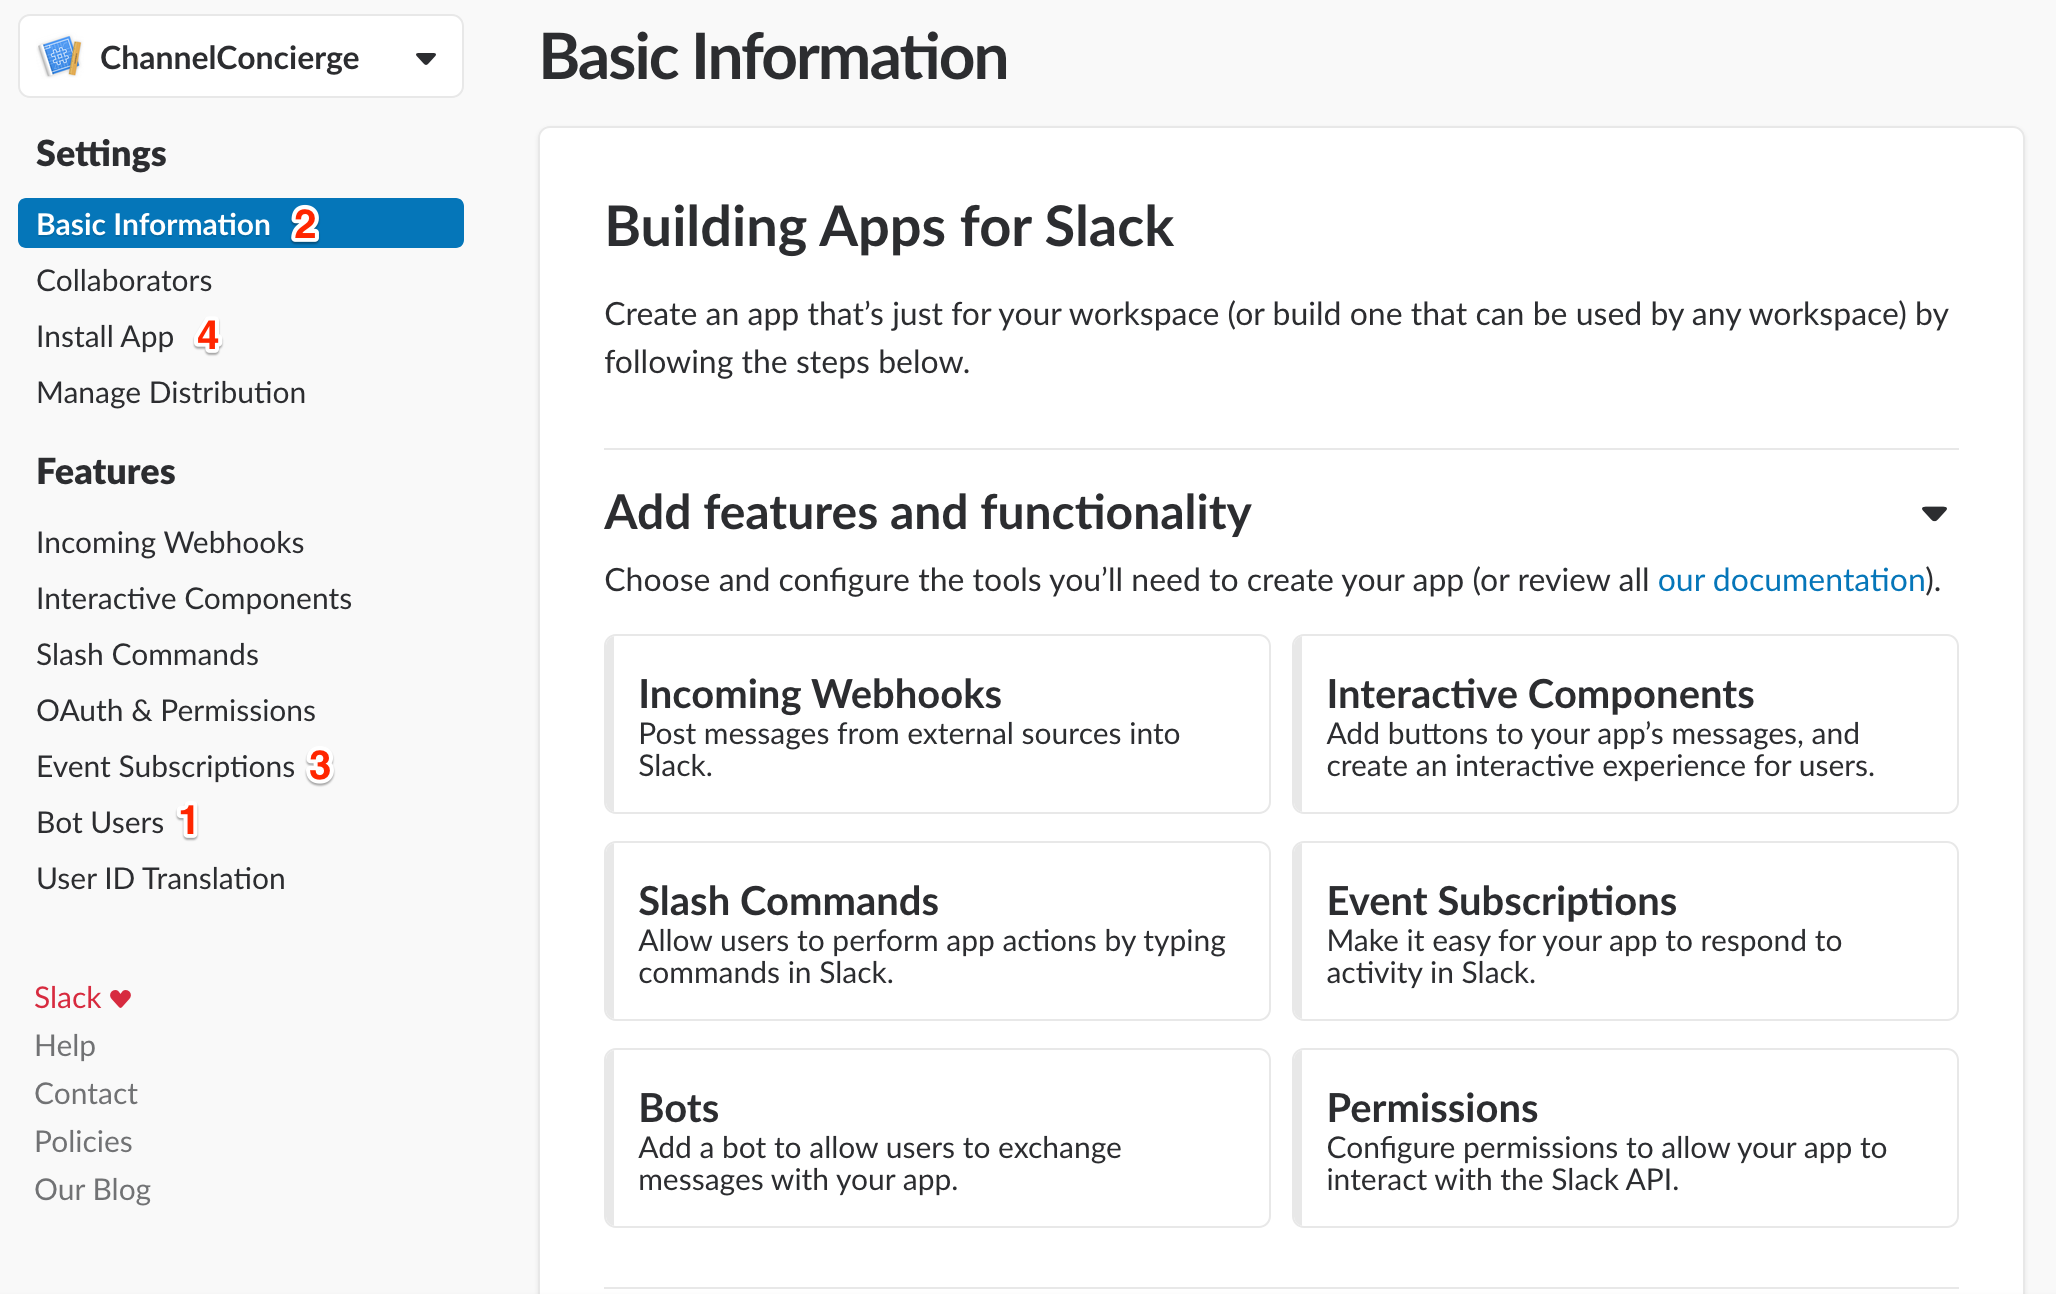 ChannelConcierge
Settings
Basic Information 2
Collaborators
Install App 4
Manage Distribution
Features
Incoming Webhooks
Interactive Components
Slash Commands
OAuth & Permissions
Event Subscriptions 3
Bot Users 1
User ID Translation
Slack ♥
Help
Contact
Policies
Our Blog
Basic Information
Building Apps for Slack
Create an app that’s just for your workspace (or build one that can be used by any workspace) by
following the steps below.
Add features and functionality
Choose and configure the tools you’ll need to create your app (or review all our documentation).
Incoming Webhooks
Post messages from external sources into
Slack.
Interactive Components
Add buttons to your app’s messages, and
create an interactive experience for users.
Slash Commands
Allow users to perform app actions by typing
commands in Slack.
Event Subscriptions
Make it easy for your app to respond to
activity in Slack.
Bots
Add a bot to allow users to exchange
messages with your app.
Permissions
Configure permissions to allow your app to
interact with the Slack API.